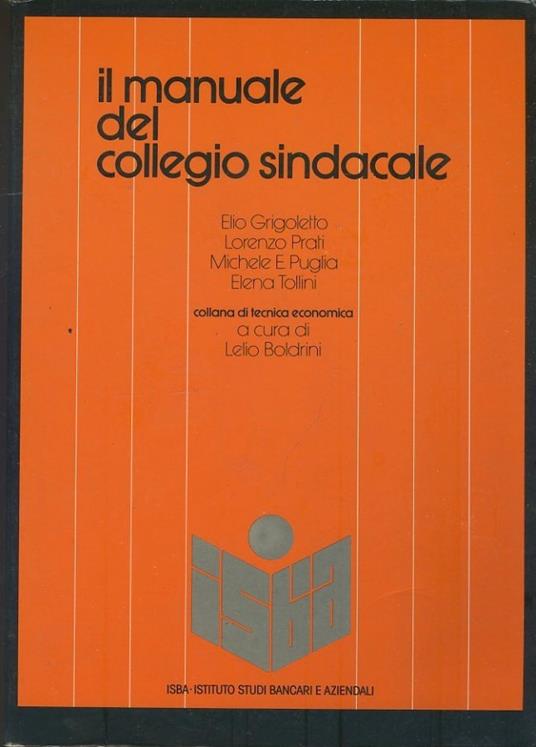 il manuale
del
collegio sindacale
Elio Grigoletto
Lorenzo Prati
Michele E. Puglia
Elena Tollini
collana di tecnica economica
a cura di
Lelio Boldrini
isba
ISBA · ISTITUTO STUDI BANCARI E AZIENDALI